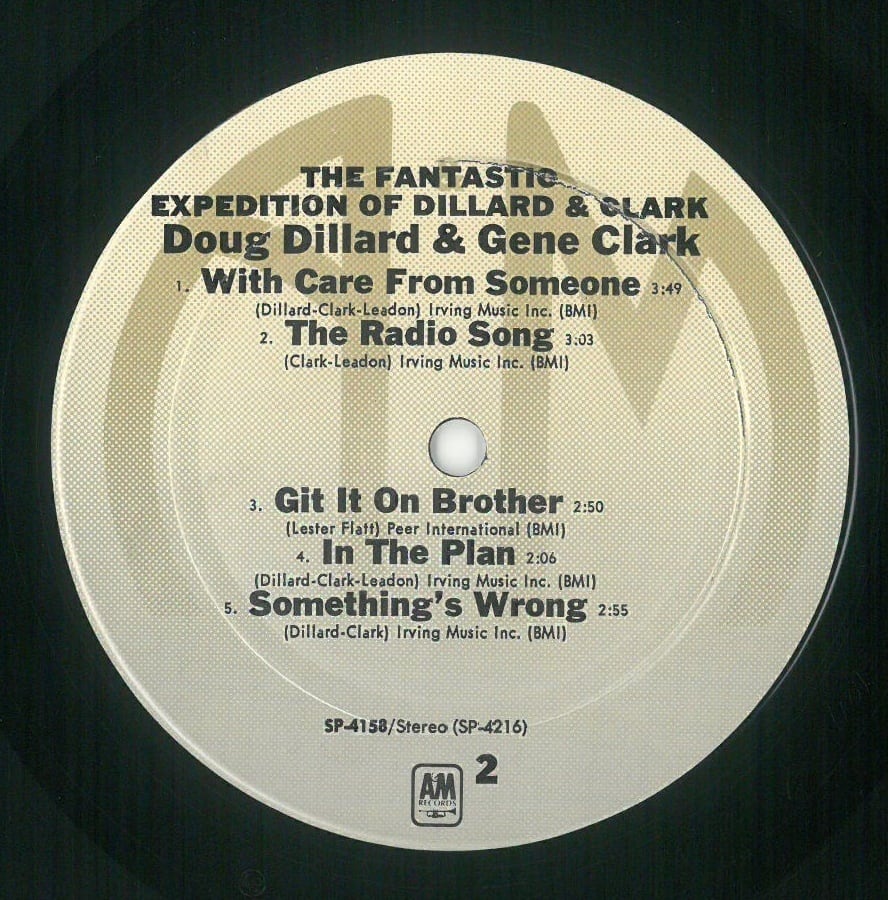 THE FANTASTIC
EXPEDITION OF DILLARD & CLARK
Doug Dillard & Gene Clark
1. With Care From Someone 3:49
(Dillard-Clark-Leadon) Irving Music Inc. (BMI)
2. The Radio Song 3:03
(Clark-Leadon) Irving Music Inc. (BMI)
3. Git It On Brother 2:50
(Lester Flatt) Peer International (BMI)
4. In The Plan 2:06
(Dillard-Clark-Leadon) Irving Music Inc. (BMI)
5. Something's Wrong 2:55
(Dillard-Clark) Irving Music Inc. (BMI)
SP-4158/Stereo (SP-4216)
2
AM
RECORDS